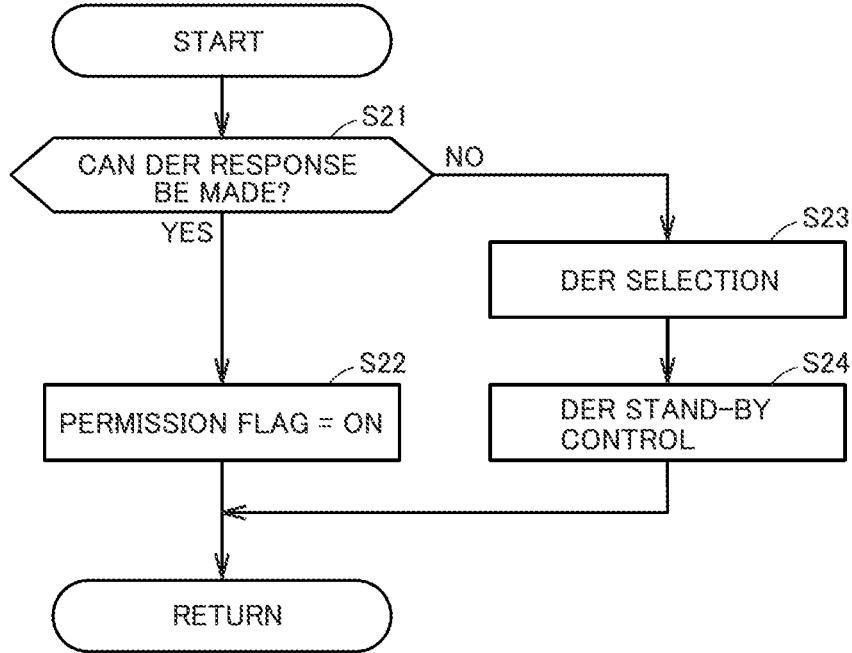 START
S21
CAN DER RESPONSE
BE MADE?
NO
YES
S23
DER SELECTION
S22
PERMISSION FLAG = ON
S24
DER STAND-BY
CONTROL
RETURN